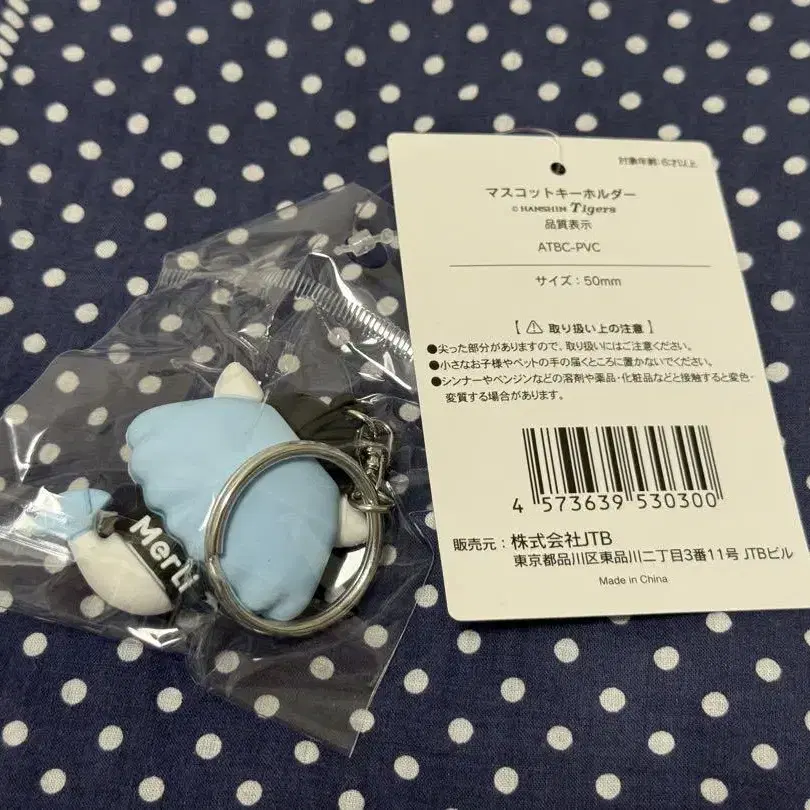 対象年齢:6才以上
マスコットキーホルダー
© HANSHIN Tigers
品質表示
ATBC-PVC
サイズ：50mm
【⚠ 取り扱い上の注意】
●尖った部分がありますので、取り扱いにはご注意ください。
●小さなお子様やペットの手の届くところに置かないでください。
●シンナーやベンジンなどの溶剤や薬品・化粧品などと接触すると変色・
変質する場合があります。
4 573639 530300
販売元：株式会社JTB
東京都品川区東品川二丁目3番11号 JTBビル
Made in China
MerLi